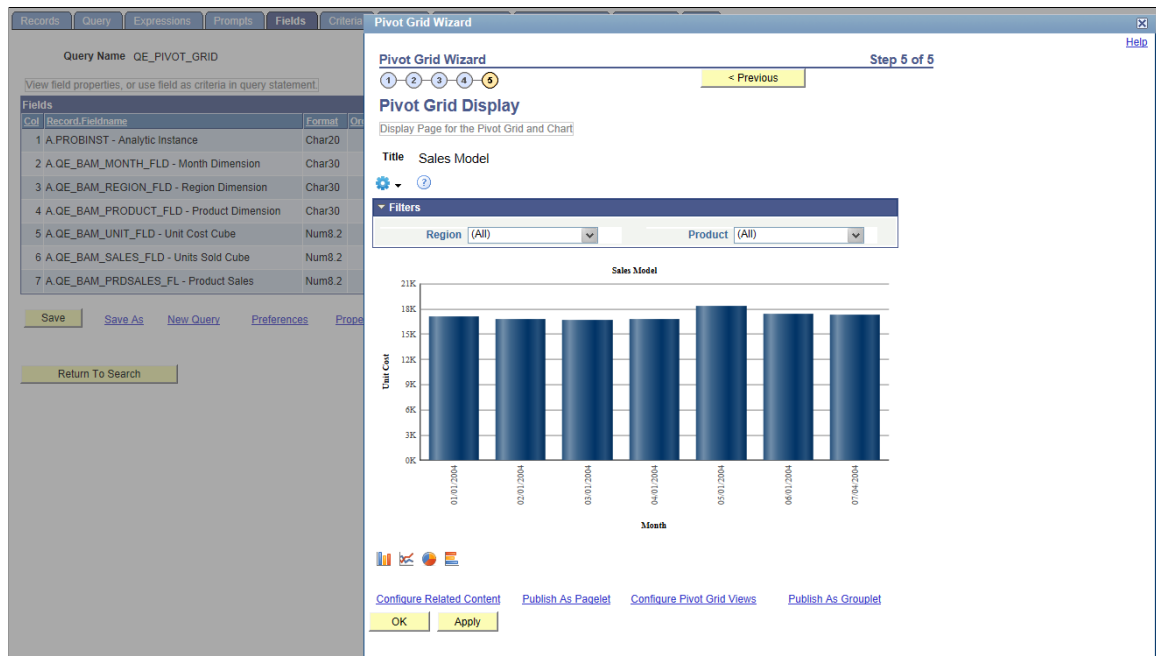 Records Query Expressions Prompts Fields Criteria
Query Name QE_PIVOT_GRID
View field properties, or use field as criteria in query statement.
Fields
Col Record.Fieldname Format
1 A.PROBINST - Analytic Instance Char20
2 A.QE_BAM_MONTH_FLD - Month Dimension Char30
3 A.QE_BAM_REGION_FLD - Region Dimension Char30
4 A.QE_BAM_PRODUCT_FLD - Product Dimension Char30
5 A.QE_BAM_UNIT_FLD - Unit Cost Cube Num8.2
6 A.QE_BAM_SALES_FLD - Units Sold Cube Num8.2
7 A.QE_BAM_PRDSALES_FL - Product Sales Num8.2
Save Save As New Query Preferences Prope
Return To Search
Pivot Grid Wizard
Help
Pivot Grid Wizard Step 5 of 5
1 2 3 4 5
< Previous
Pivot Grid Display
Display Page for the Pivot Grid and Chart
Title Sales Model
?
Filters
Region (All) Product (All)
Sales Model
21K
18K
15K
12K
9K
6K
3K
0K
Unit Cost
01/01/2004 02/01/2004 03/01/2004 04/01/2004 05/01/2004 06/01/2004 07/04/2004
Month
Configure Related Content Publish As Pagelet Configure Pivot Grid Views Publish As Grouplet
OK Apply